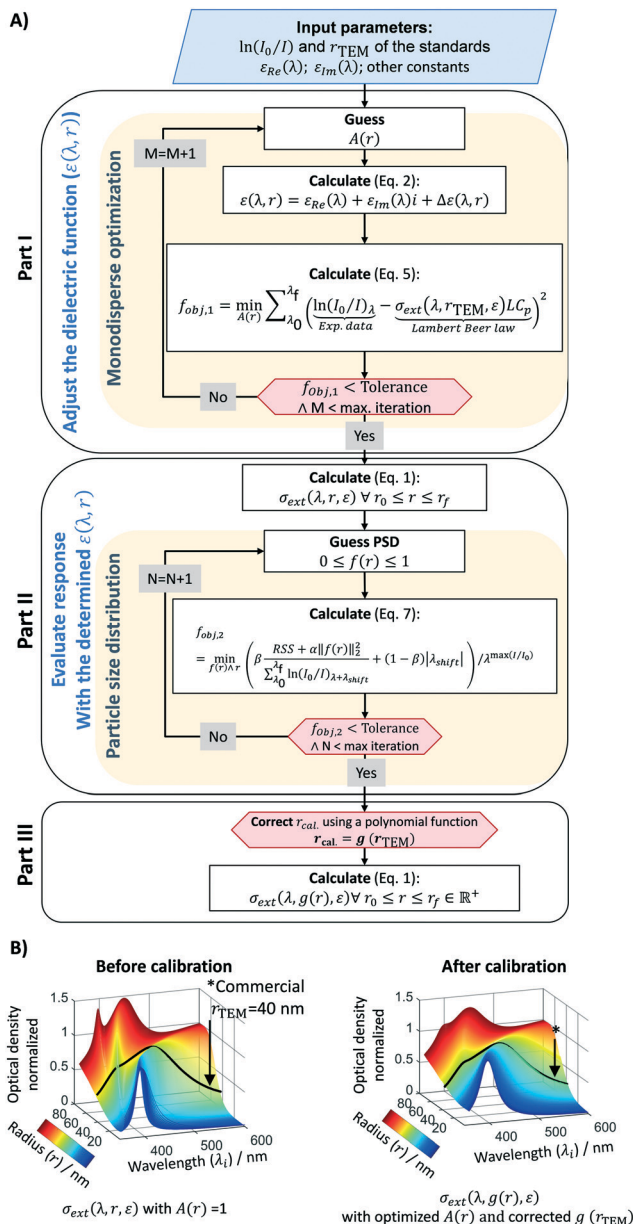 A)
Input parameters:
ln(I₀/I) and r_TEM of the standards
ε_Re(λ); ε_Im(λ); other constants
Part I
Adjust the dielectric function (ε(λ, r))
Monodisperse optimization
M=M+1
Guess
A(r)
Calculate (Eq. 2):
ε(λ, r) = ε_Re(λ) + ε_Im(λ)i + Δε(λ, r)
Calculate (Eq. 5):
f_obj,1 = min_A(r) ∑_λ₀^λf (ln(I₀/I)_λ − σ_ext(λ, r_TEM, ε)LC_p)²
Exp. data Lambert Beer law
No
f_Obj,1 < Tolerance
∧ M < max. iteration
Yes
Part II
Evaluate response
With the determined ε(λ, r)
Particle size distribution
Calculate (Eq. 1):
σ_ext(λ, r, ε) ∀ r₀ ≤ r ≤ r_f
N=N+1
Guess PSD
0 ≤ f(r) ≤ 1
Calculate (Eq. 7):
f_obj,2
= min_f(r)∧r (β (RSS + α‖f(r)‖₂²)/(∑_λ₀^λf ln(I₀/I)_λ+λshift) + (1 − β)|λ_shift|) /λ^max(I/I₀)
No
f_Obj,2 < Tolerance
∧ N < max iteration
Yes
Part III
Correct r_cal. using a polynomial function
r_cal. = g (r_TEM)
Calculate (Eq. 1):
σ_ext(λ, g(r), ε)∀ r₀ ≤ r ≤ r_f ∈ ℝ⁺
B)
Before calibration
*Commercial
r_TEM=40 nm
Optical density
normalized
1.5
1
0.5
0
80
60
40
20
Radius (r) / nm
400
500
600
Wavelength (λ_i) / nm
σ_ext(λ, r, ε) with A(r) =1
After calibration
*
Optical density
normalized
1.5
1
0.5
0
80
60
40
20
Radius (r) / nm
400
500
600
Wavelength (λ_i) / nm
σ_ext(λ, g(r), ε)
with optimized A(r) and corrected g (r_TEM)